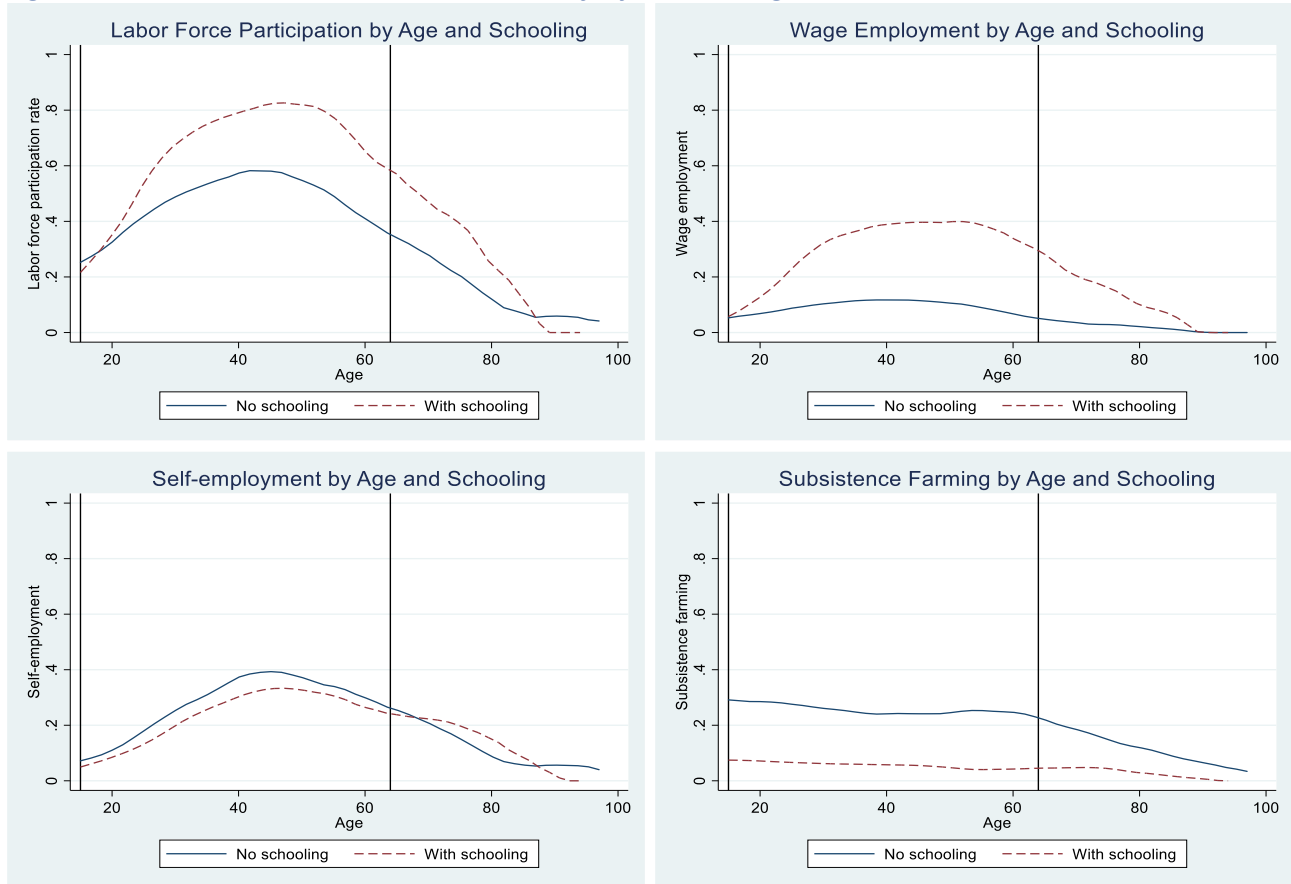 Labor Force Participation by Age and Schooling
Labor force participation rate
1
.8
.6
.4
.2
0
20 40 60 80 100
Age
No schooling With schooling
Wage Employment by Age and Schooling
Wage employment
1
.8
.6
.4
.2
0
20 40 60 80 100
Age
No schooling With schooling
Self-employment by Age and Schooling
Self-employment
1
.8
.6
.4
.2
0
20 40 60 80 100
Age
No schooling With schooling
Subsistence Farming by Age and Schooling
Subsistence farming
1
.8
.6
.4
.2
0
20 40 60 80 100
Age
No schooling With schooling